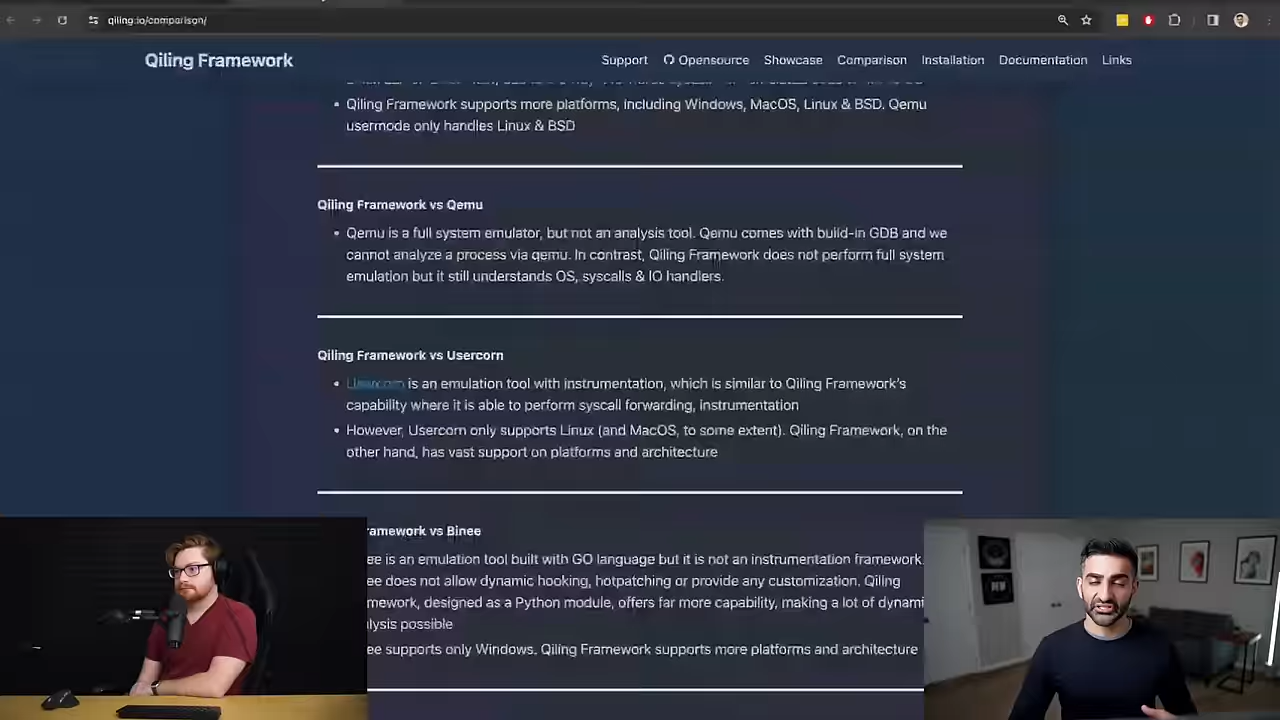 qiling.io/comparison/
Qiling Framework
Support
Opensource
Showcase
Comparison
Installation
Documentation
Links
Qiling Framework supports more platforms, including Windows, MacOS, Linux & BSD. Qemu
usermode only handles Linux & BSD
Qiling Framework vs Qemu
Qemu is a full system emulator, but not an analysis tool. Qemu comes with build-in GDB and we
cannot analyze a process via qemu. In contrast, Qiling Framework does not perform full system
emulation but it still understands OS, syscalls & IO handlers.
Qiling Framework vs Usercorn
Usercorn is an emulation tool with instrumentation, which is similar to Qiling Framework's
capability where it is able to perform syscall forwarding, instrumentation
However, Usercorn only supports Linux (and MacOS, to some extent). Qiling Framework, on the
other hand, has vast support on platforms and architecture
amework vs Binee
ee is an emulation tool built with GO language but it is not an instrumentation framework.
ee does not allow dynamic hooking, hotpatching or provide any customization. Qiling
mework, designed as a Python module, offers far more capability, making a lot of dynami
lysis possible
ee supports only Windows. Qiling Framework supports more platforms and architecture